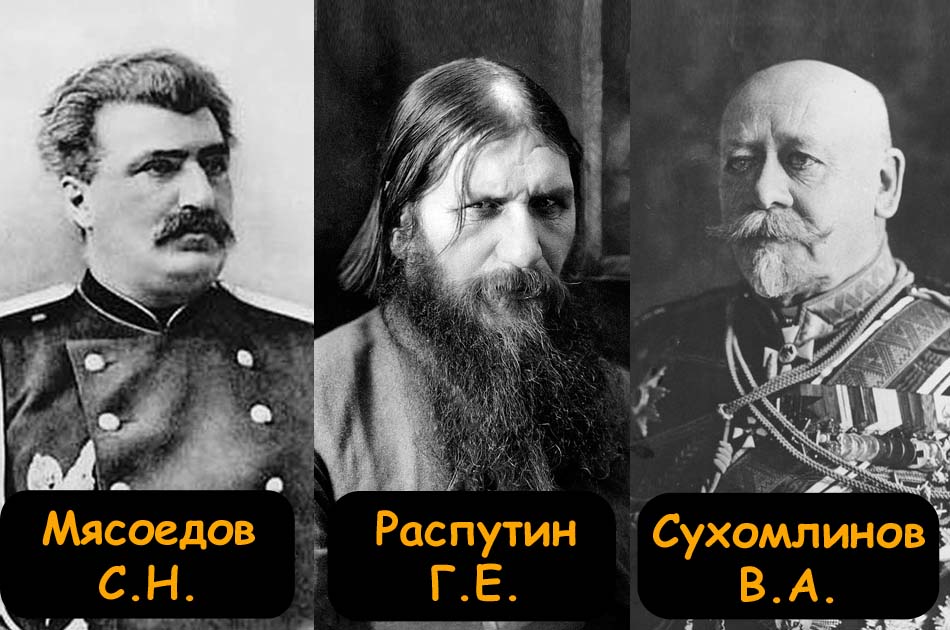 Мясоедов
С.Н.
Распутин
Г.Е.
Сухомлинов
В.А.